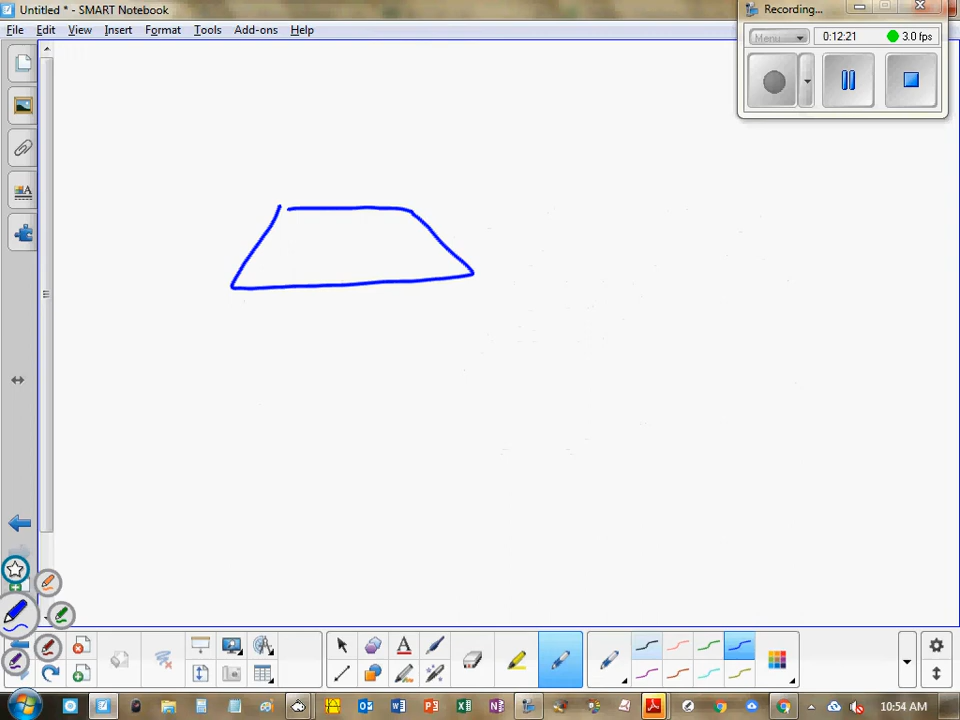 Untitled * - SMART Notebook
Recording...
File Edit View Insert Format Tools Add-ons Help
Menu 0:12:21 3.0 fps
10:54 AM